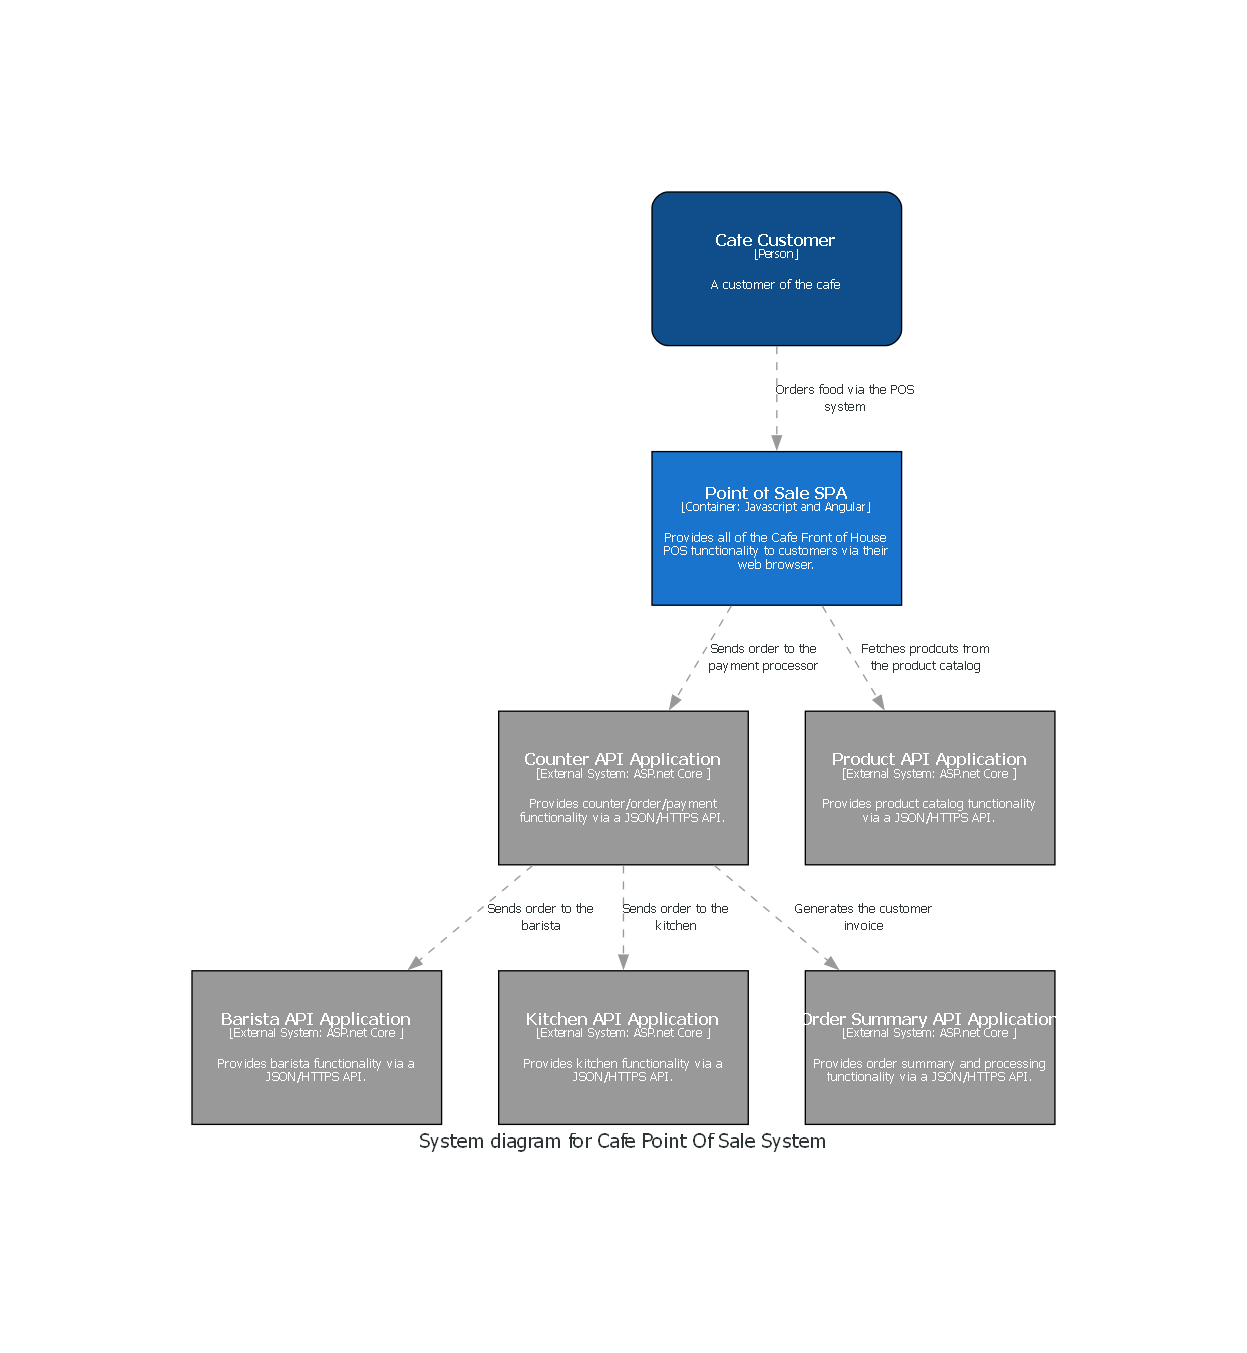 Cafe Customer
[Person]
A customer of the cafe
Orders food via the POS
system
Point of Sale SPA
[Container: Javascript and Angular]
Provides all of the Cafe Front of House
POS functionality to customers via their
web browser.
Sends order to the
payment processor
Fetches prodcuts from
the product catalog
Counter API Application
[External System: ASP.net Core ]
Provides counter/order/payment
functionality via a JSON/HTTPS API.
Product API Application
[External System: ASP.net Core ]
Provides product catalog functionality
via a JSON/HTTPS API.
Sends order to the
barista
Sends order to the
kitchen
Generates the customer
invoice
Barista API Application
[External System: ASP.net Core ]
Provides barista functionality via a
JSON/HTTPS API.
Kitchen API Application
[External System: ASP.net Core ]
Provides kitchen functionality via a
JSON/HTTPS API.
Order Summary API Application
[External System: ASP.net Core ]
Provides order summary and processing
functionality via a JSON/HTTPS API.
System diagram for Cafe Point Of Sale System